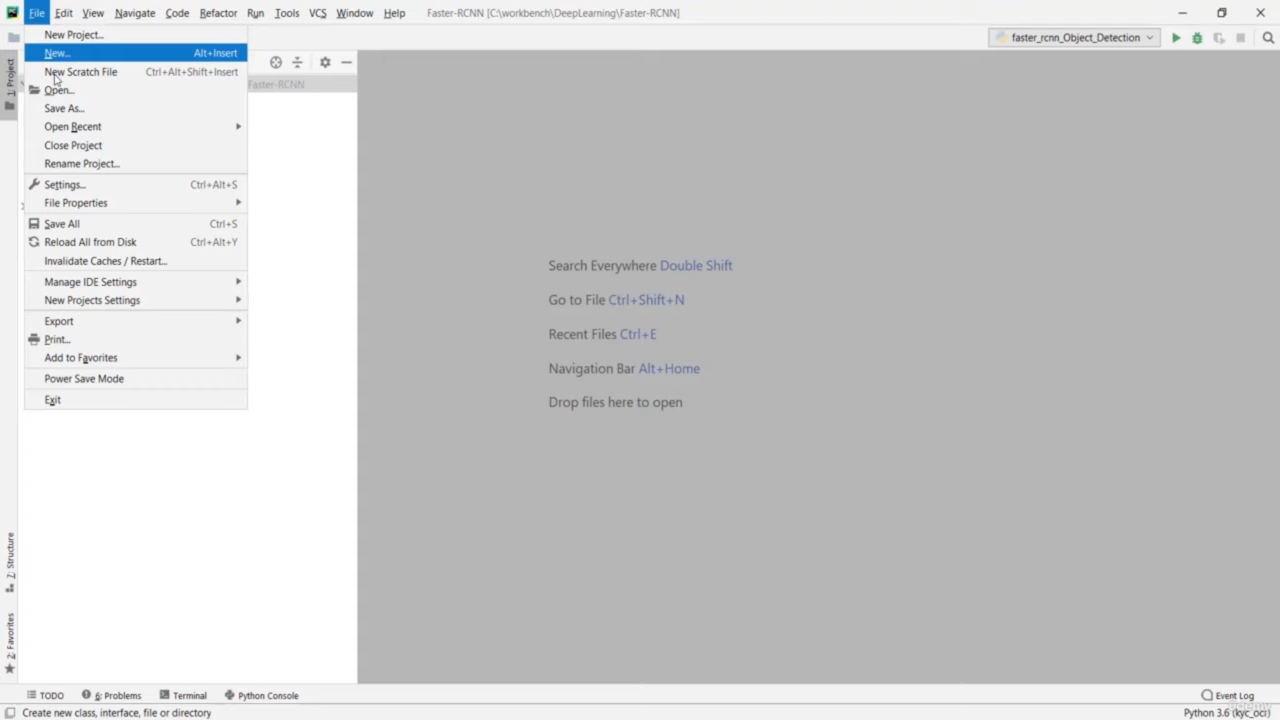 File Edit View Navigate Code Refactor Run Tools VCS Window Help Faster-RCNN [C:\workbench\DeepLearning\Faster-RCNN]
faster_rcnn_Object_Detection
New Project...
New... Alt+Insert
New Scratch File Ctrl+Alt+Shift+Insert
Open...
Save As...
Open Recent
Close Project
Rename Project...
Settings... Ctrl+Alt+S
File Properties
Save All Ctrl+S
Reload All from Disk Ctrl+Alt+Y
Invalidate Caches / Restart...
Manage IDE Settings
New Projects Settings
Export
Print...
Add to Favorites
Power Save Mode
Exit
Faster-RCNN
1: Project
Search Everywhere Double Shift
Go to File Ctrl+Shift+N
Recent Files Ctrl+E
Navigation Bar Alt+Home
Drop files here to open
Z: Structure
2: Favorites
TODO 6: Problems Terminal Python Console Event Log
Create new class, interface, file or directory Python 3.6 (kyc_oci)